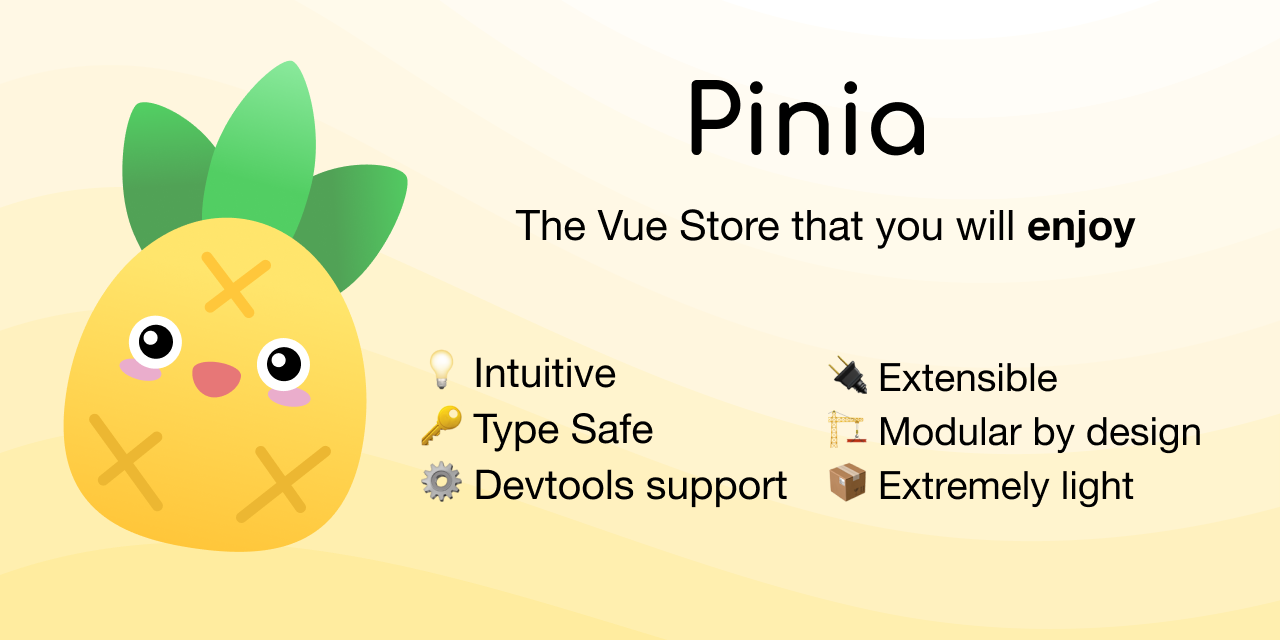 Pinia
The Vue Store that you will enjoy
💡 Intuitive
🔑 Type Safe
⚙️ Devtools support
🔌 Extensible
🏗️ Modular by design
📦 Extremely light